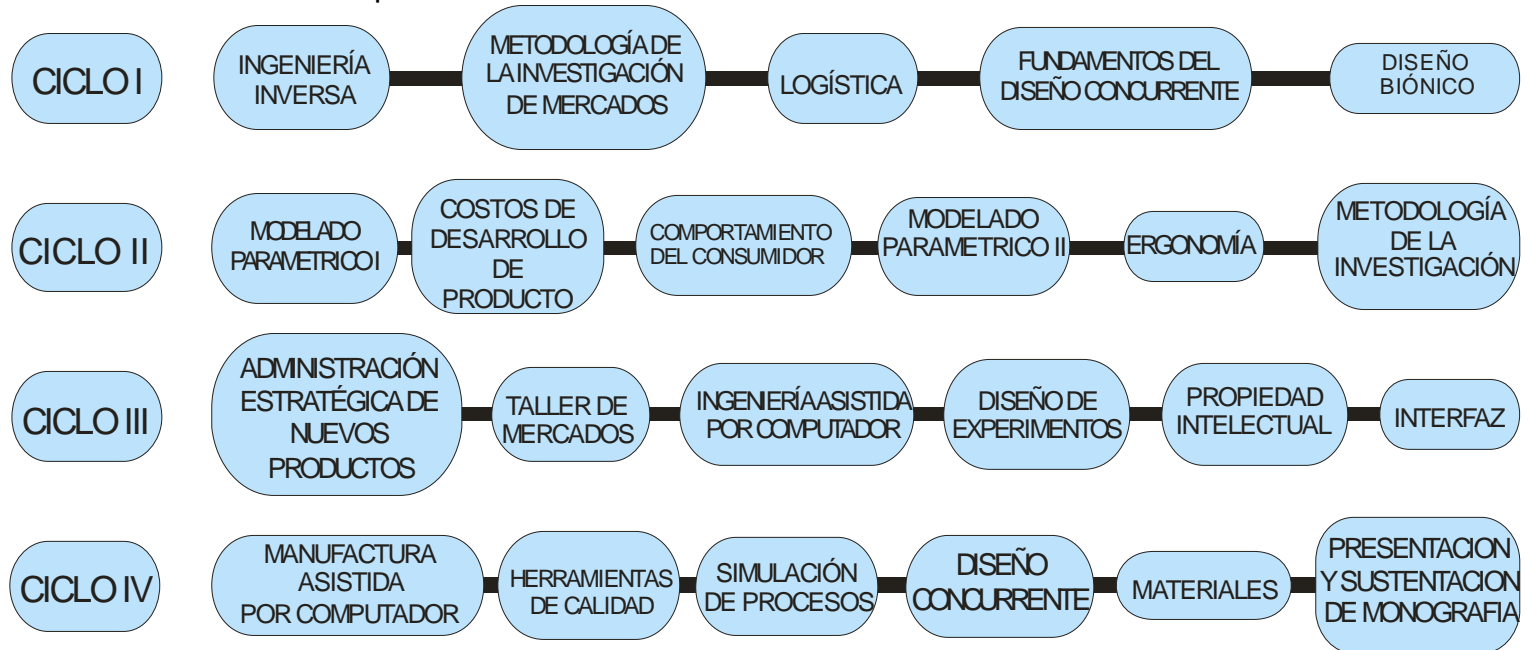 CICLO I
INGENIERÍA
INVERSA
METODOLOGÍA DE
LA INVESTIGACIÓN
DE MERCADOS
LOGÍSTICA
FUNDAMENTOS DEL
DISEÑO CONCURRENTE
DISEÑO
BIÓNICO
CICLO II
MODELADO
PARAMETRICO I
COSTOS DE
DESARROLLO
DE
PRODUCTO
COMPORTAMIENTO
DEL CONSUMIDOR
MODELADO
PARAMETRICO II
ERGONOMÍA
METODOLOGÍA
DE LA
INVESTIGACIÓN
CICLO III
ADMINISTRACIÓN
ESTRATÉGICA DE
NUEVOS
PRODUCTOS
TALLER DE
MERCADOS
INGENIERÍA ASISTIDA
POR COMPUTADOR
DISEÑO DE
EXPERIMENTOS
PROPIEDAD
INTELECTUAL
INTERFAZ
CICLO IV
MANUFACTURA
ASISTIDA
POR COMPUTADOR
HERRAMIENTAS
DE CALIDAD
SIMULACIÓN
DE PROCESOS
DISEÑO
CONCURRENTE
MATERIALES
PRESENTACION
Y SUSTENTACION
DE MONOGRAFIA